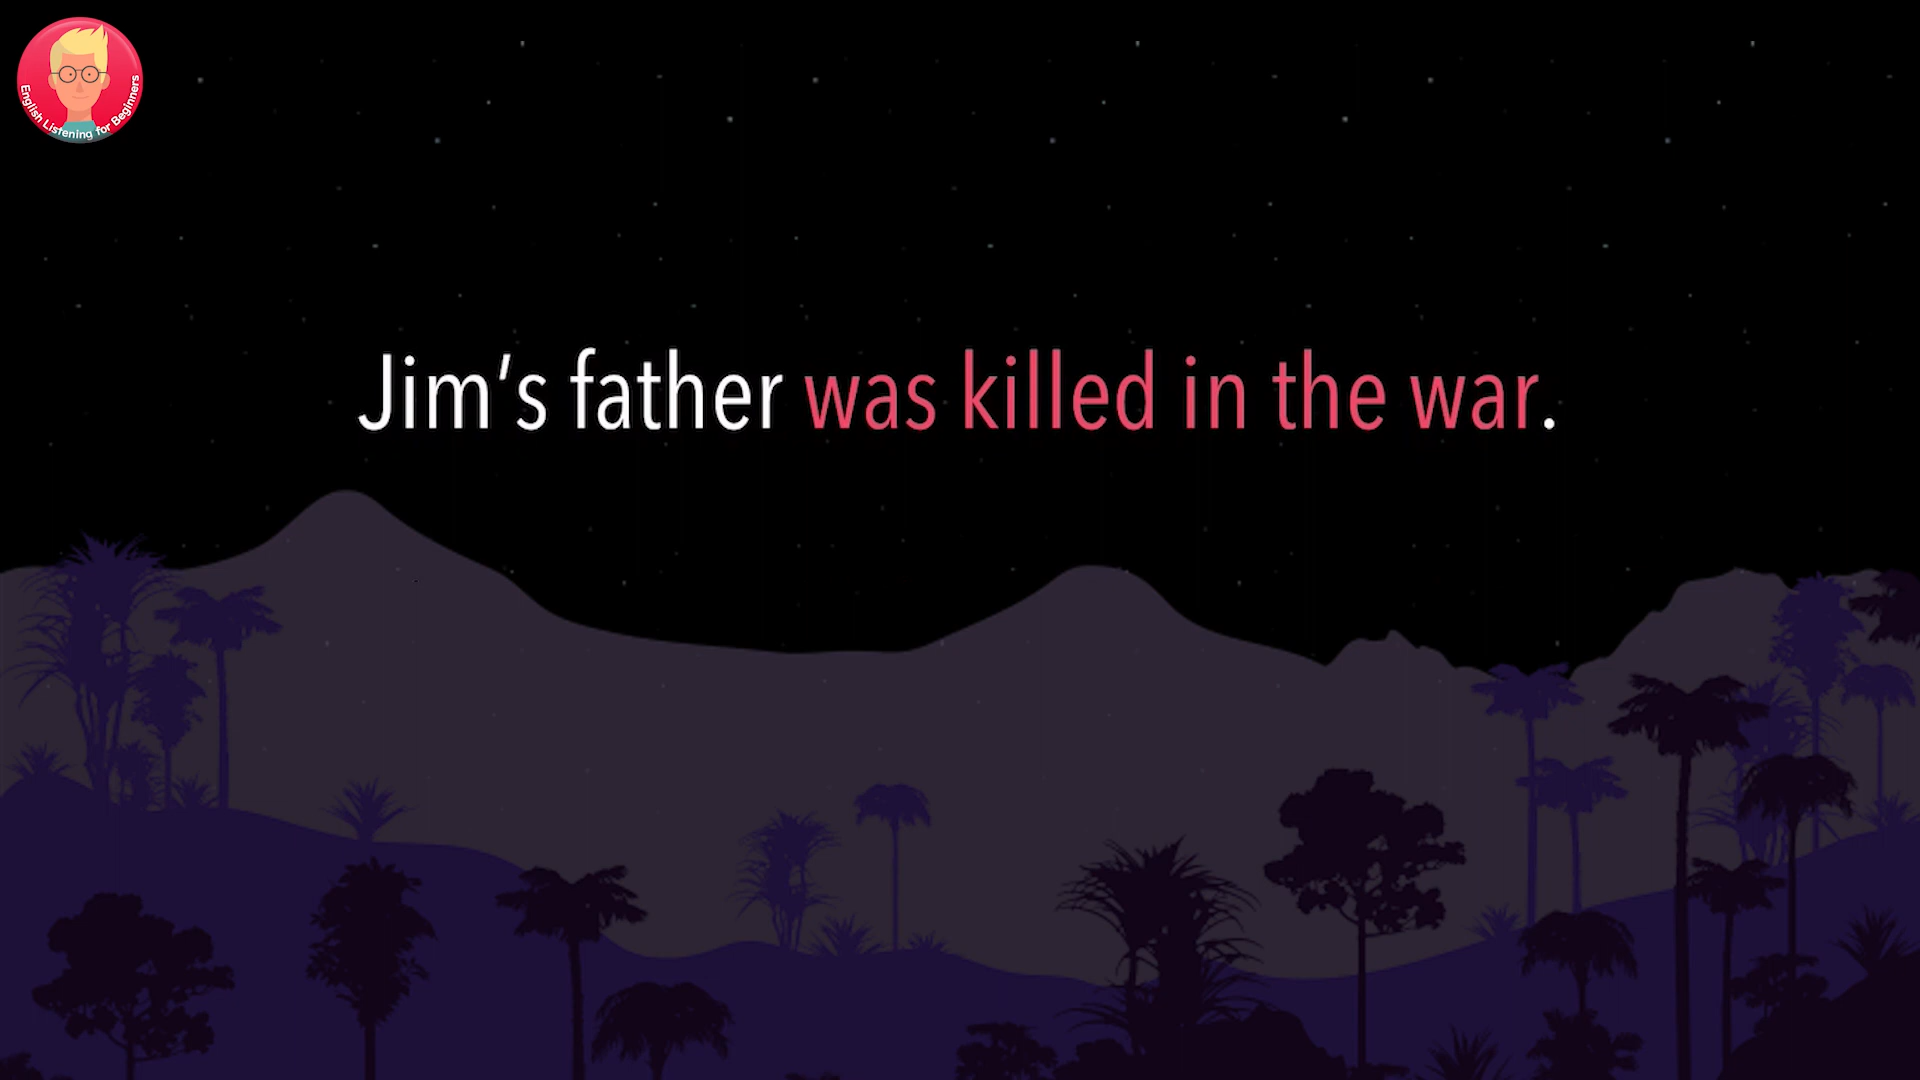 English Listening for Beginners
Jim’s father was killed in the war.